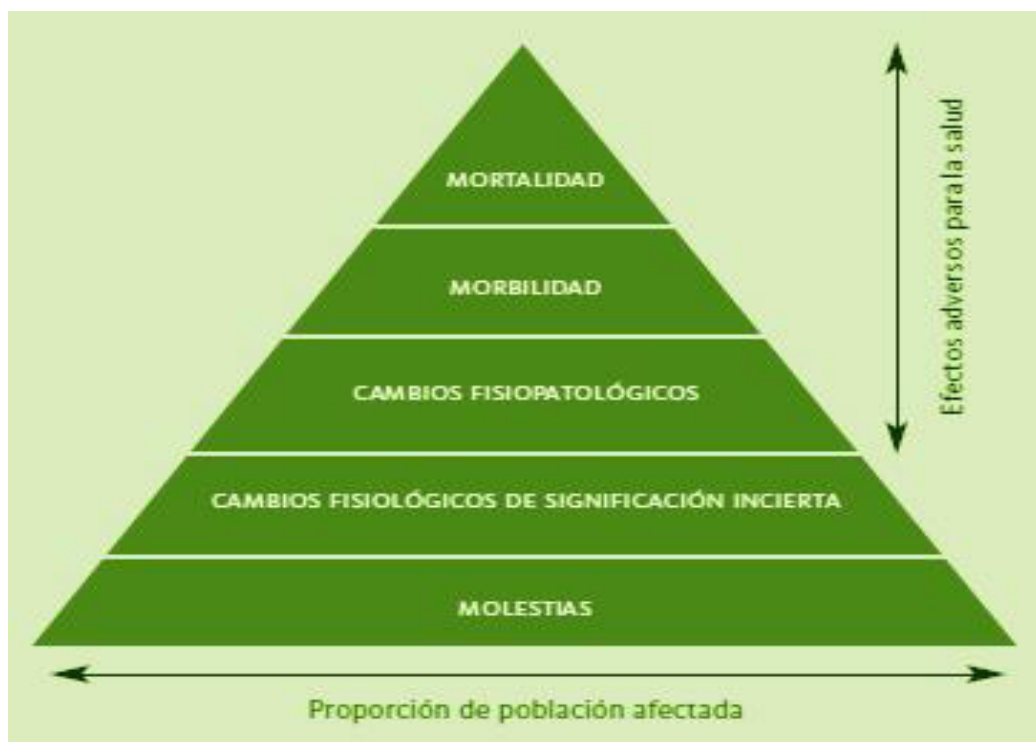 MORTALIDAD
MORBILIDAD
CAMBIOS FISIOPATOLÓGICOS
CAMBIOS FISIOLÓGICOS DE SIGNIFICACIÓN INCIERTA
MOLESTIAS
Efectos adversos para la salud
Proporción de población afectada